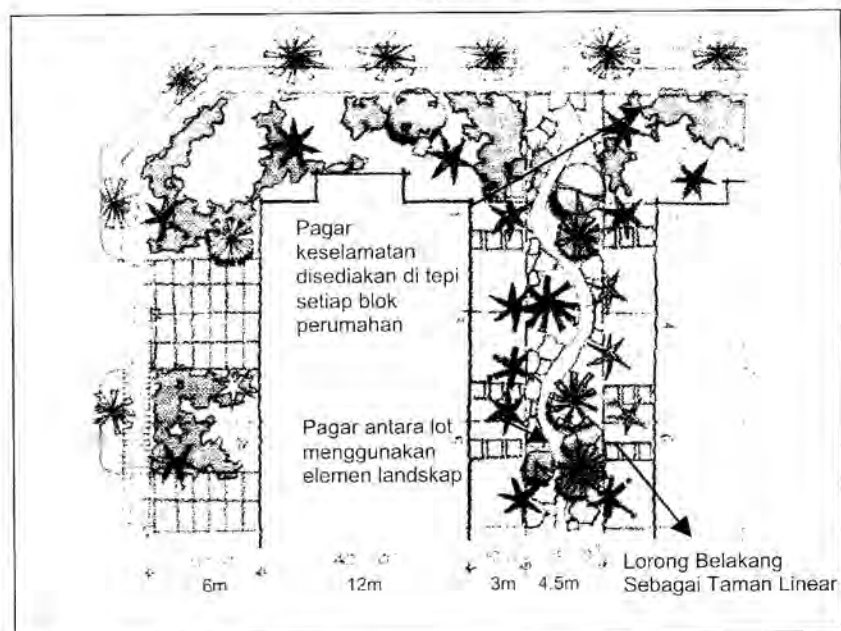 Pagar
keselamatan
disediakan di tepi
setiap blok
perumahan
Pagar antara lot
menggunakan
elemen landskap
6m
12m
3m
4.5m
Lorong Belakang
Sebagai Taman Linear